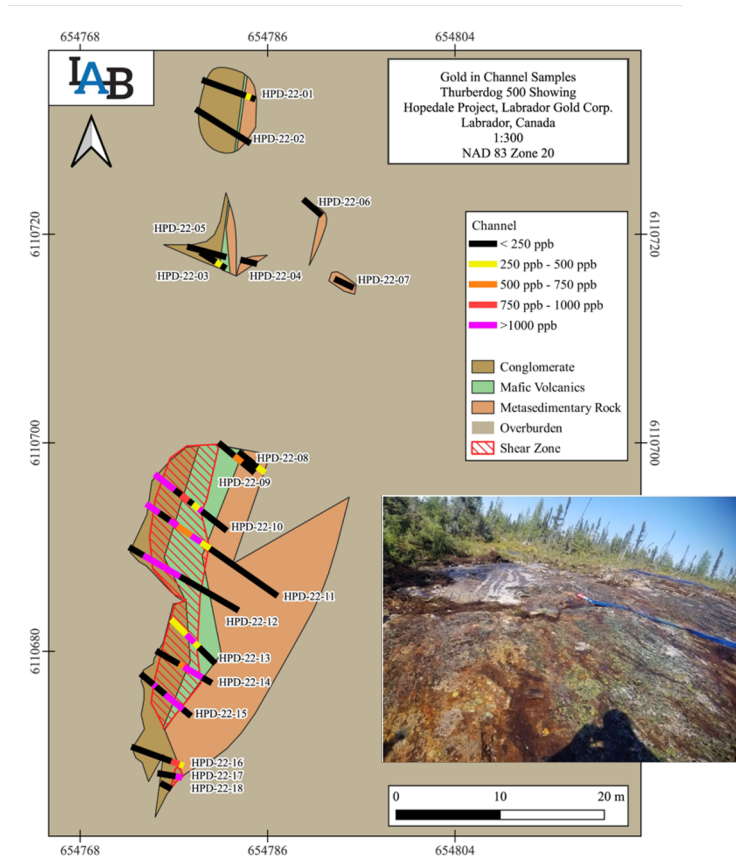 654768 654786 654804
LAB
Gold in Channel Samples
Thurberdog 500 Showing
Hopedale Project, Labrador Gold Corp.
Labrador, Canada
1:300
NAD 83 Zone 20
HPD-22-01
HPD-22-02
HPD-22-06
HPD-22-05
6110720 6110720
HPD-22-03
HPD-22-04
HPD-22-07
Channel
< 250 ppb
250 ppb - 500 ppb
500 ppb - 750 ppb
750 ppb - 1000 ppb
>1000 ppb
Conglomerate
Mafic Volcanics
Metasedimentary Rock
Overburden
Shear Zone
6110700 6110700
HPD-22-08
HPD-22-09
HPD-22-10
HPD-22-11
HPD-22-12
6110680
HPD-22-13
HPD-22-14
HPD-22-15
HPD-22-16
HPD-22-17
HPD-22-18
0 10 20 m
654768 654786 654804